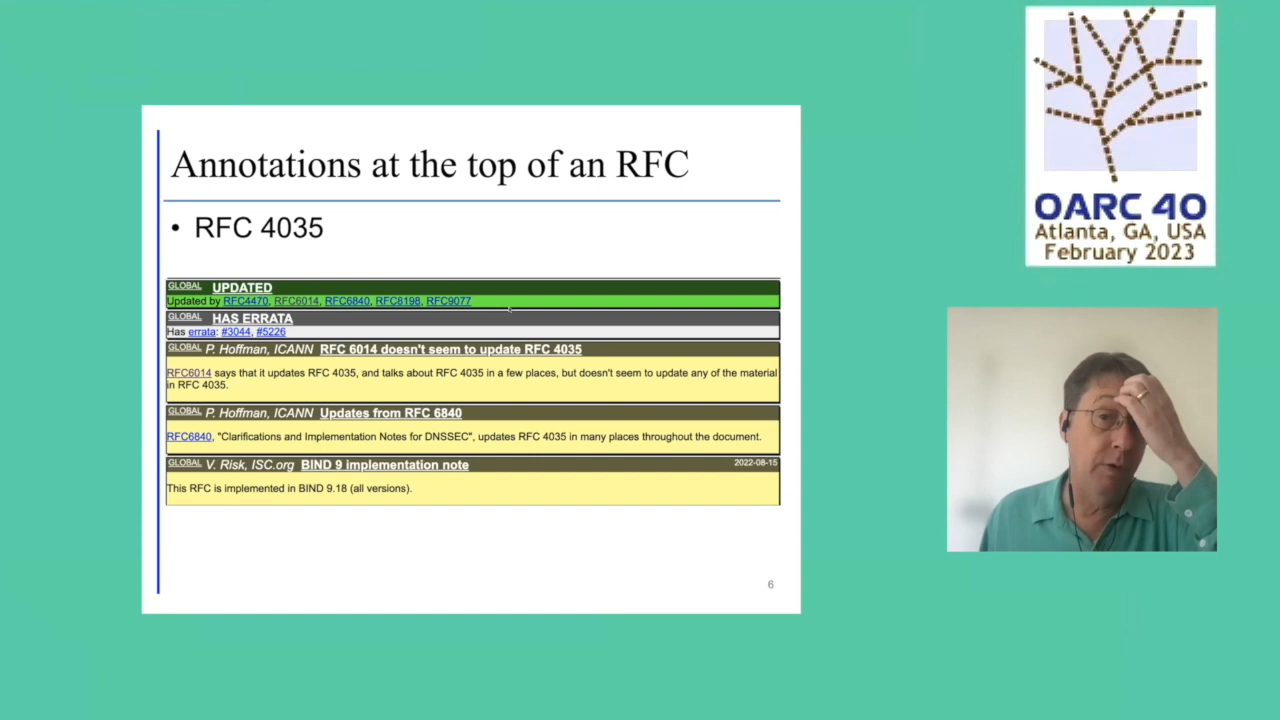 Annotations at the top of an RFC
• RFC 4035
GLOBAL UPDATED
Updated by RFC4470, RFC6014, RFC6840, RFC8198, RFC9077
GLOBAL HAS ERRATA
Has errata: #3044, #5226
GLOBAL P. Hoffman, ICANN RFC 6014 doesn't seem to update RFC 4035
RFC6014 says that it updates RFC 4035, and talks about RFC 4035 in a few places, but doesn't seem to update any of the material
in RFC 4035.
GLOBAL P. Hoffman, ICANN Updates from RFC 6840
RFC6840, "Clarifications and Implementation Notes for DNSSEC", updates RFC 4035 in many places throughout the document.
GLOBAL V. Risk, ISC.org BIND 9 implementation note 2022-08-15
This RFC is implemented in BIND 9.18 (all versions).
6
OARC 40
Atlanta, GA, USA
February 2023